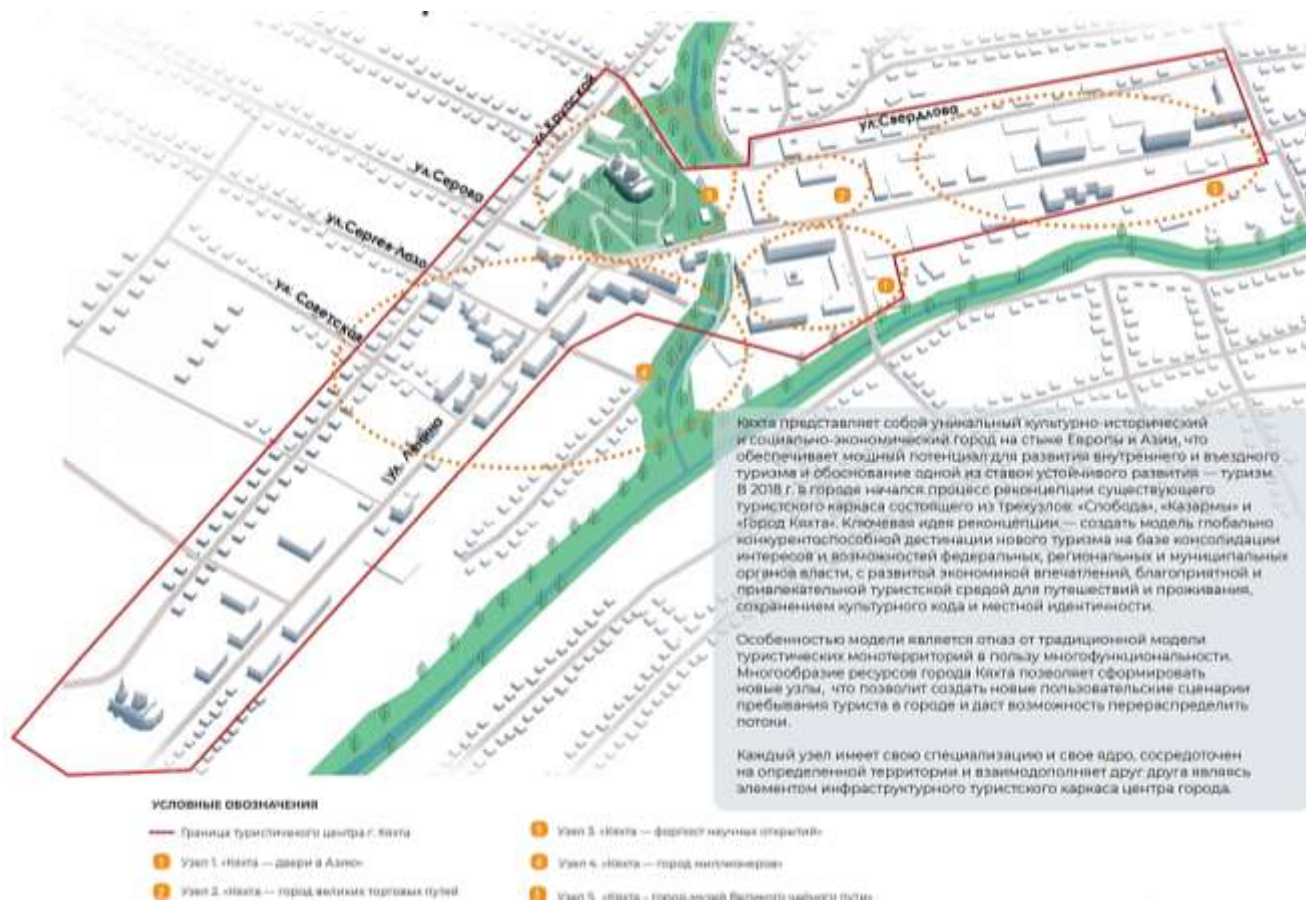 ул.Крупской
ул.Свердлова
ул.Серова
ул.Сергея Лазо
ул. Советская
ул. Ленина
2
4
Кяхта представляет собой уникальный культурно-исторический
и социально-экономический город на стыке Европы и Азии, что
обеспечивает мощный потенциал для развития внутреннего и въездного
туризма и обоснование одной из ставок устойчивого развития — туризм.
В 2018 г. в городе начался процесс реконцепции существующего
туристского каркаса состоящего из трех узлов: «Слобода», «Казармы» и
«Город Кяхта». Ключевая идея реконцепции — создать модель глобально
конкурентоспособной дестинации нового туризма на базе консолидации
интересов и возможностей федеральных, региональных и муниципальных
органов власти, с развитой экономикой впечатлений, благоприятной и
привлекательной туристской средой для путешествий и проживания,
сохранением культурного кода и местной идентичности.
Особенностью модели является отказ от традиционной модели
туристических монотерриторий в пользу многофункциональности.
Многообразие ресурсов города Кяхта позволяет сформировать
новые узлы, что позволит создать новые пользовательские сценарии
пребывания туриста в городе и даст возможность перераспределить
потоки.
Каждый узел имеет свою специализацию и свое ядро, сосредоточен
на определенной территории и взаимодополняет друг друга являясь
элементом инфраструктурного туристского каркаса центра города.
УСЛОВНЫЕ ОБОЗНАЧЕНИЯ
Граница туристичекого центра г. Кяхта
1 Узел 1. «Кяхта — двери в Азию»
2 Узел 2. «Кяхта — город великих торговых путей
3 Узел 3. «Кяхта — форпост научных открытий»
4 Узел 4. «Кяхта — город миллионеров»
5 Узел 5. «Кяхта - город-музей Великого чайного пути»